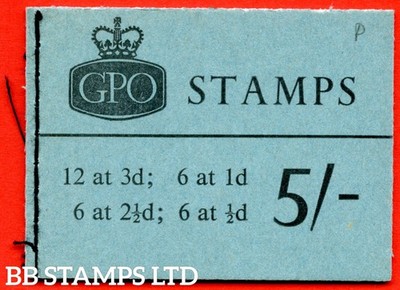 P
GPO STAMPS
12 at 3d; 6 at 1d
6 at 2½d; 6 at ½d
5/-
BB STAMPS LTD